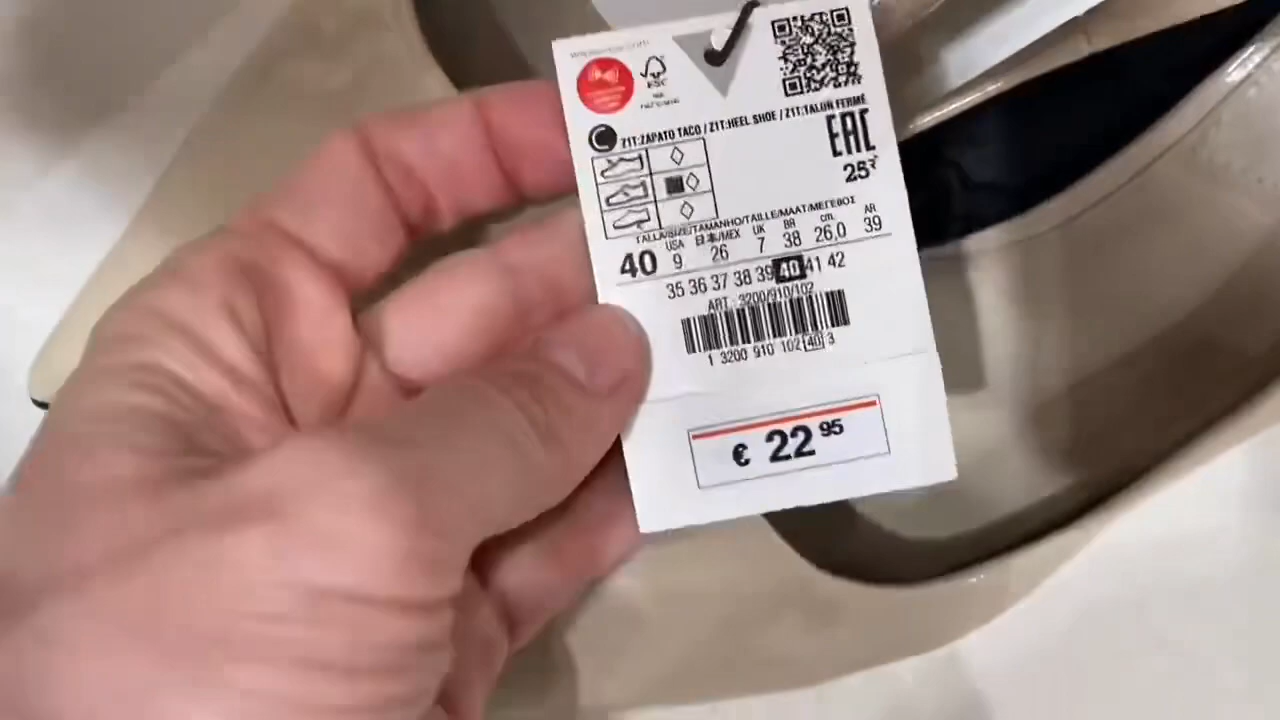 FSC
Z1T:ZAPATO TACO / Z1T:HEEL SHOE / Z1T:TALON FERMÉ
EAC
25
TALLA/SIZE/TAMANHO/TAILLE/MAAT/ΜΕΓΕΘΟΣ
USA 日本/MEX UK BR cm. AR
40 9 26 7 38 26,0 39
35 36 37 38 39 40 41 42
ART.: 3200/910/102
1 3200 910 102 40 3
€ 22 95